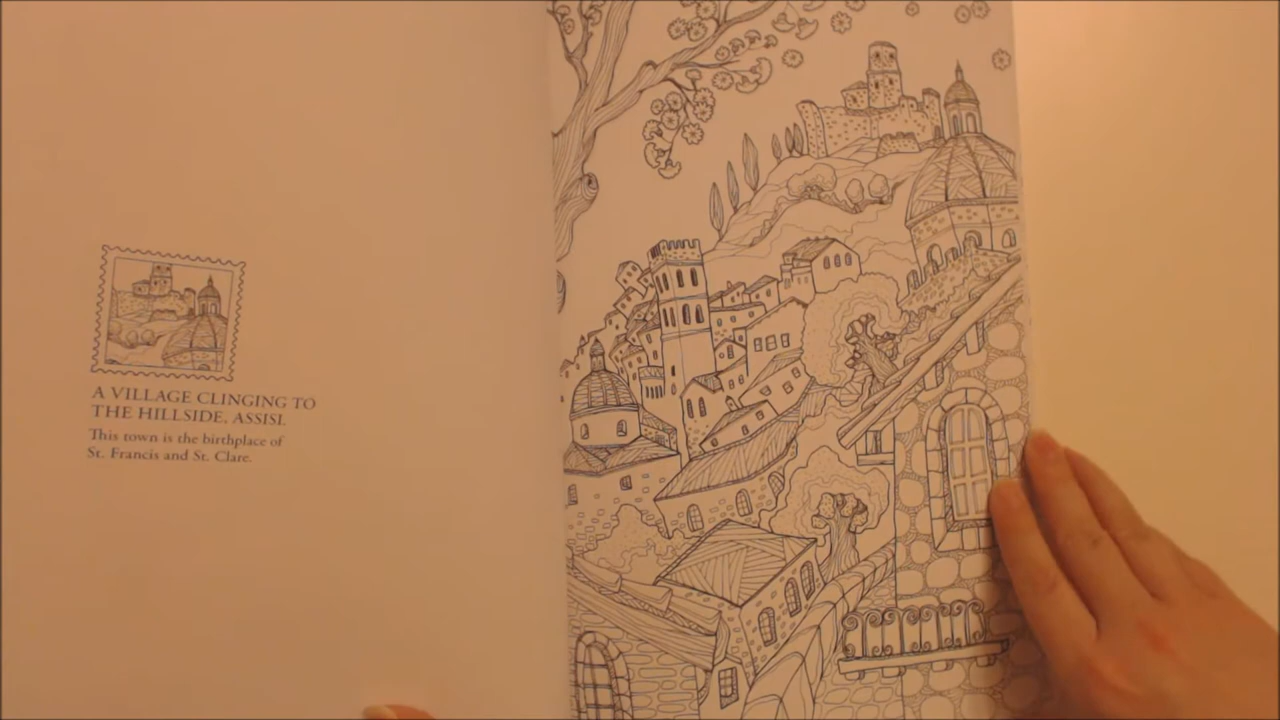 A VILLAGE CLINGING TO
THE HILLSIDE, ASSISI.
This town is the birthplace of
St. Francis and St. Clare.